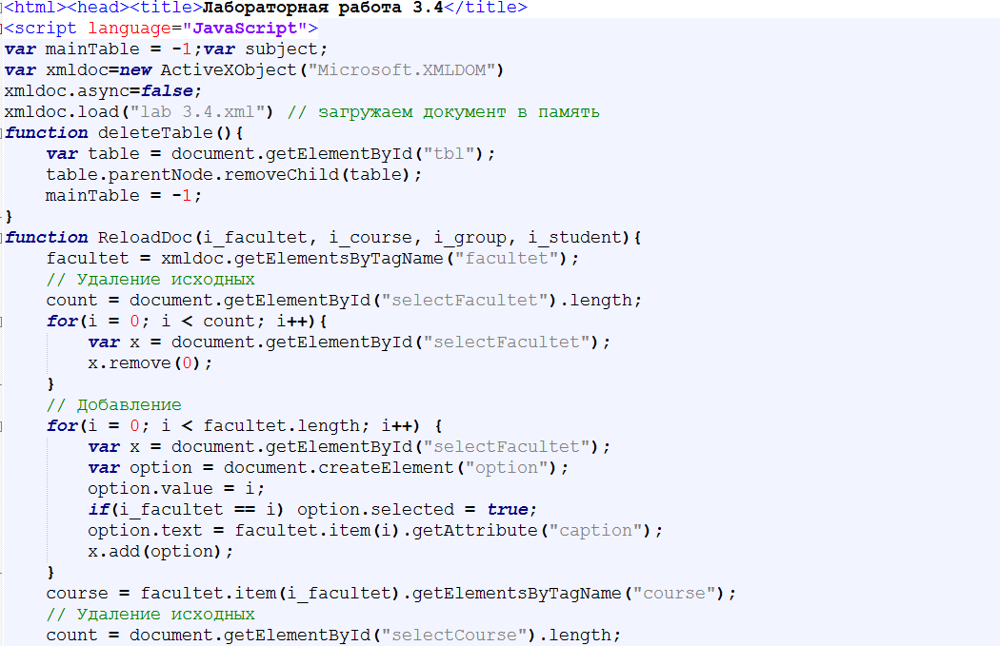 <html><head><title>Лабораторная работа 3.4</title>
<script language="JavaScript">
var mainTable = -1;var subject;
var xmldoc=new ActiveXObject("Microsoft.XMLDOM")
xmldoc.async=false;
xmldoc.load("lab 3.4.xml") // загружаем документ в память
function deleteTable(){
    var table = document.getElementById("tbl");
    table.parentNode.removeChild(table);
    mainTable = -1;
}
function ReloadDoc(i_facultet, i_course, i_group, i_student){
    facultet = xmldoc.getElementsByTagName("facultet");
    // Удаление исходных
    count = document.getElementById("selectFacultet").length;
    for(i = 0; i < count; i++){
        var x = document.getElementById("selectFacultet");
        x.remove(0);
    }
    // Добавление
    for(i = 0; i < facultet.length; i++) {
        var x = document.getElementById("selectFacultet");
        var option = document.createElement("option");
        option.value = i;
        if(i_facultet == i) option.selected = true;
        option.text = facultet.item(i).getAttribute("caption");
        x.add(option);
    }
    course = facultet.item(i_facultet).getElementsByTagName("course");
    // Удаление исходных
    count = document.getElementById("selectCourse").length;